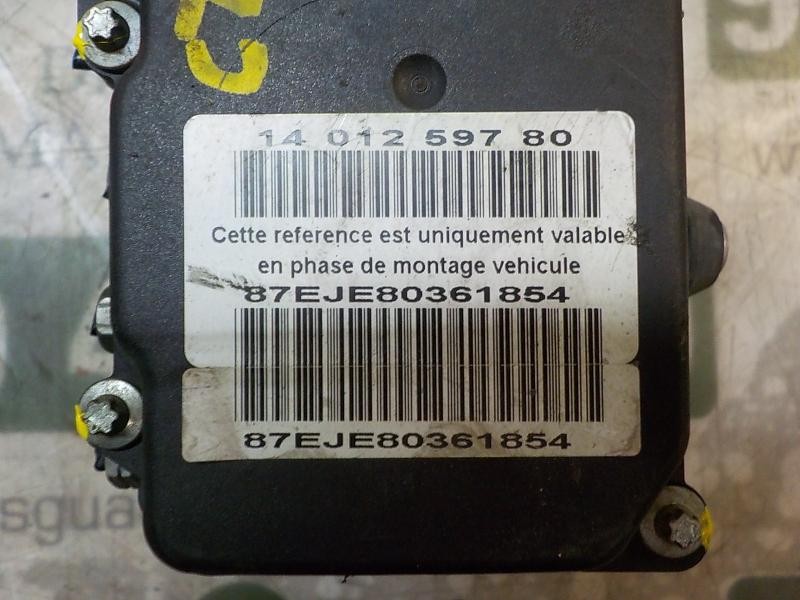 14 012 597 80
Cette reference est uniquement valable
en phase de montage vehicule
87EJE80361854
87EJE80361854